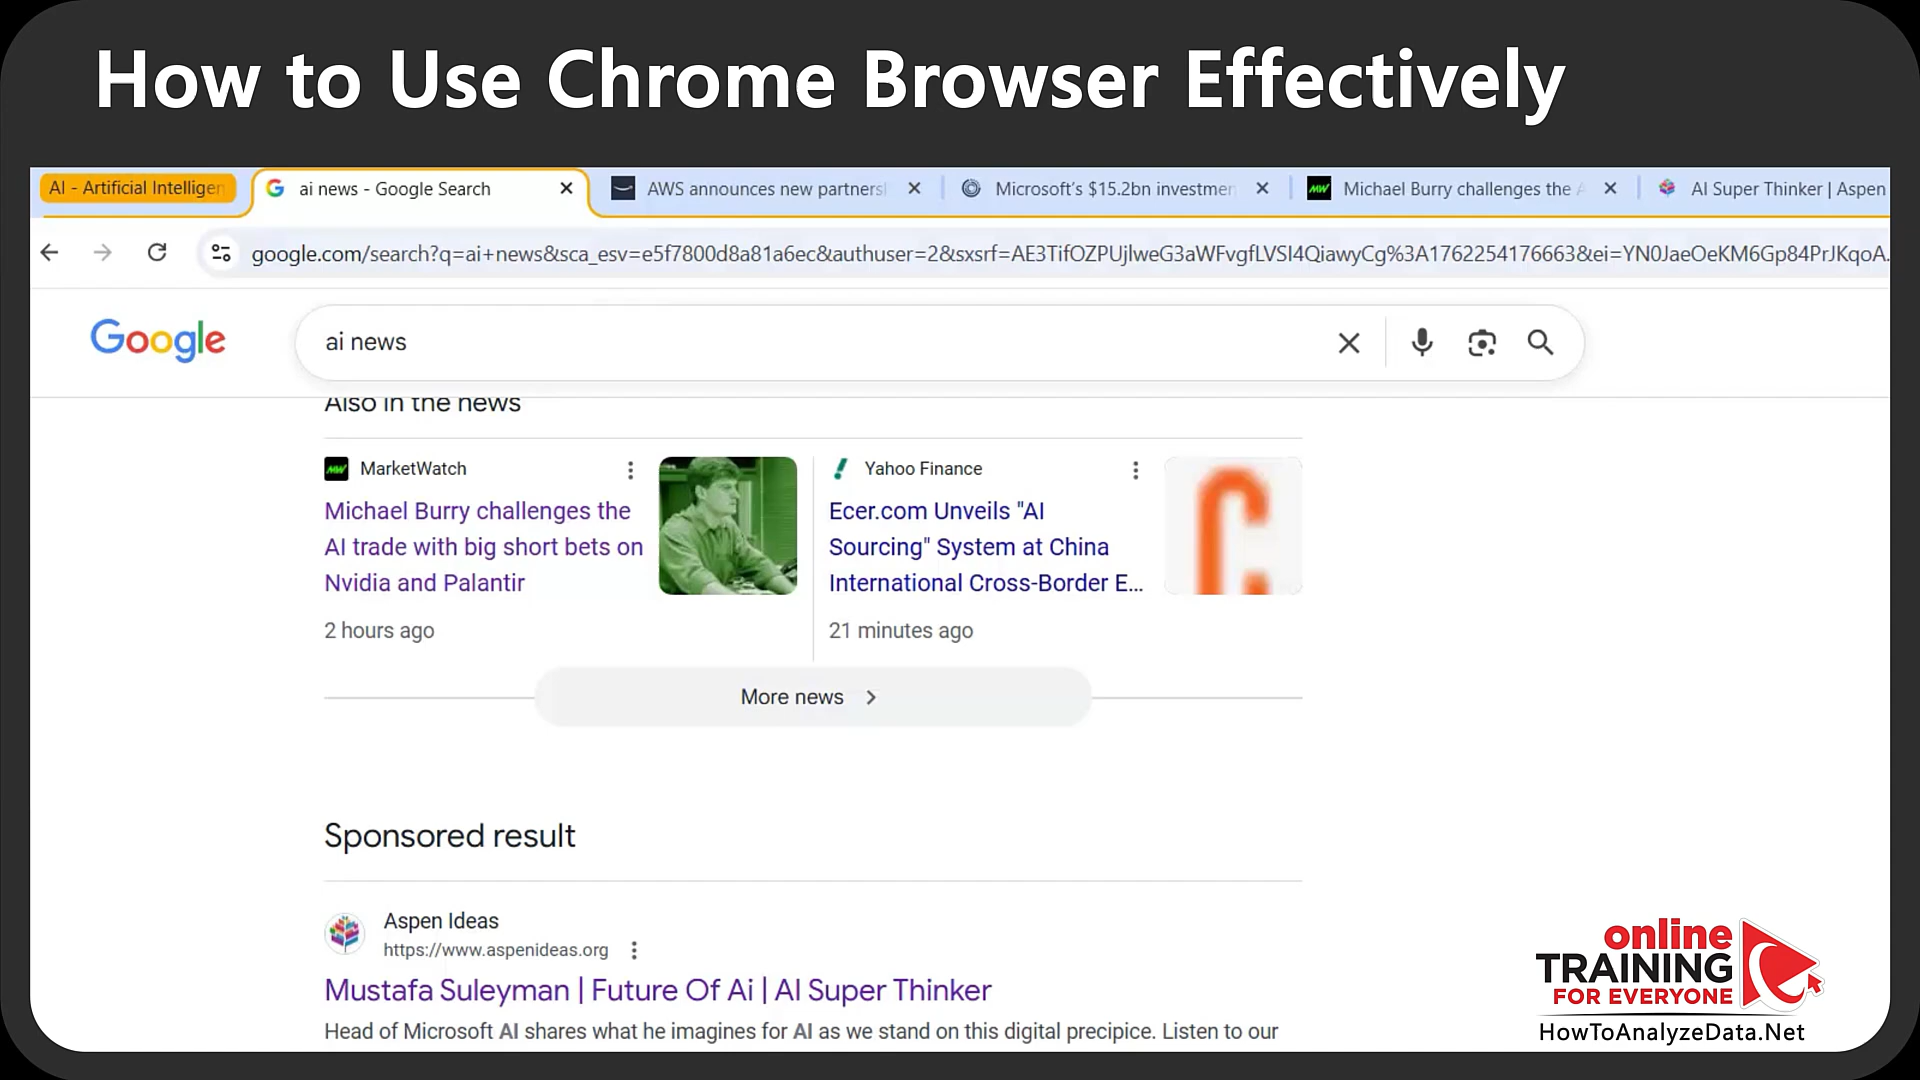 How to Use Chrome Browser Effectively
AI - Artificial Intelligen
ai news - Google Search
AWS announces new partners
Microsoft's $15.2bn investmen
Michael Burry challenges the A
AI Super Thinker | Aspen
google.com/search?q=ai+news&sca_esv=e5f7800d8a81a6ec&authuser=2&sxsrf=AE3TifOZPUjlweG3aWFvgfLVSI4QiawyCg%3A1762254176663&ei=YN0JaeOeKM6Gp84PrJKqoA.
Google
ai news
Also in the news
MarketWatch
Michael Burry challenges the
AI trade with big short bets on
Nvidia and Palantir
2 hours ago
Yahoo Finance
Ecer.com Unveils "AI
Sourcing" System at China
International Cross-Border E...
21 minutes ago
More news
Sponsored result
Aspen Ideas
https://www.aspenideas.org
Mustafa Suleyman | Future Of Ai | AI Super Thinker
Head of Microsoft AI shares what he imagines for AI as we stand on this digital precipice. Listen to our
online
TRAINING
FOR EVERYONE
HowToAnalyzeData.Net